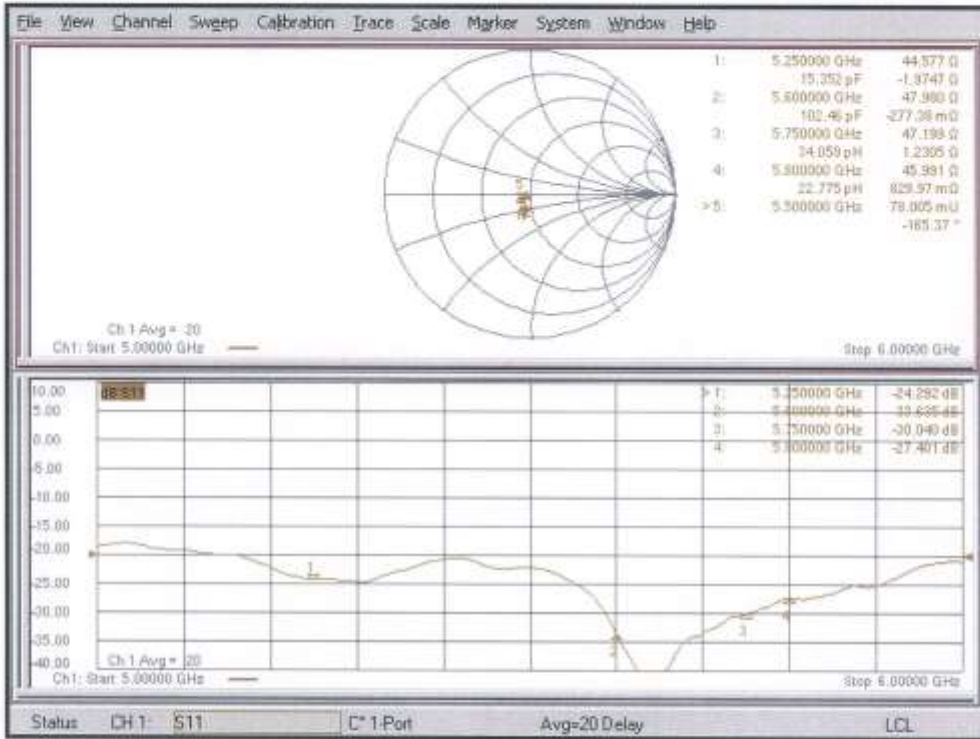 File View Channel Sweep Calibration Trace Scale Marker System Window Help
1: 5.250000 GHz 44.577 Ω
15.352 pF -1.9747 Ω
2: 5.600000 GHz 47.980 Ω
102.46 pF -277.38 mΩ
3: 5.750000 GHz 47.199 Ω
34.059 pH 1.2305 Ω
4: 5.800000 GHz 45.991 Ω
22.775 pH 829.97 mΩ
>5: 5.500000 GHz 78.005 mU
-165.37 °
Ch 1 Avg = 20
Ch1: Start 5.00000 GHz
Stop 6.00000 GHz
10.00 dB S11
5.00
0.00
-5.00
-10.00
-15.00
-20.00
-25.00
-30.00
-35.00
-40.00
> 1: 5.250000 GHz -24.292 dB
2: 5.600000 GHz -33.635 dB
3: 5.750000 GHz -30.040 dB
4: 5.800000 GHz -27.401 dB
1
2
3
4
Ch 1 Avg = 20
Ch1: Start 5.00000 GHz
Stop 6.00000 GHz
Status CH 1: S11 C* 1-Port Avg=20 Delay LCL